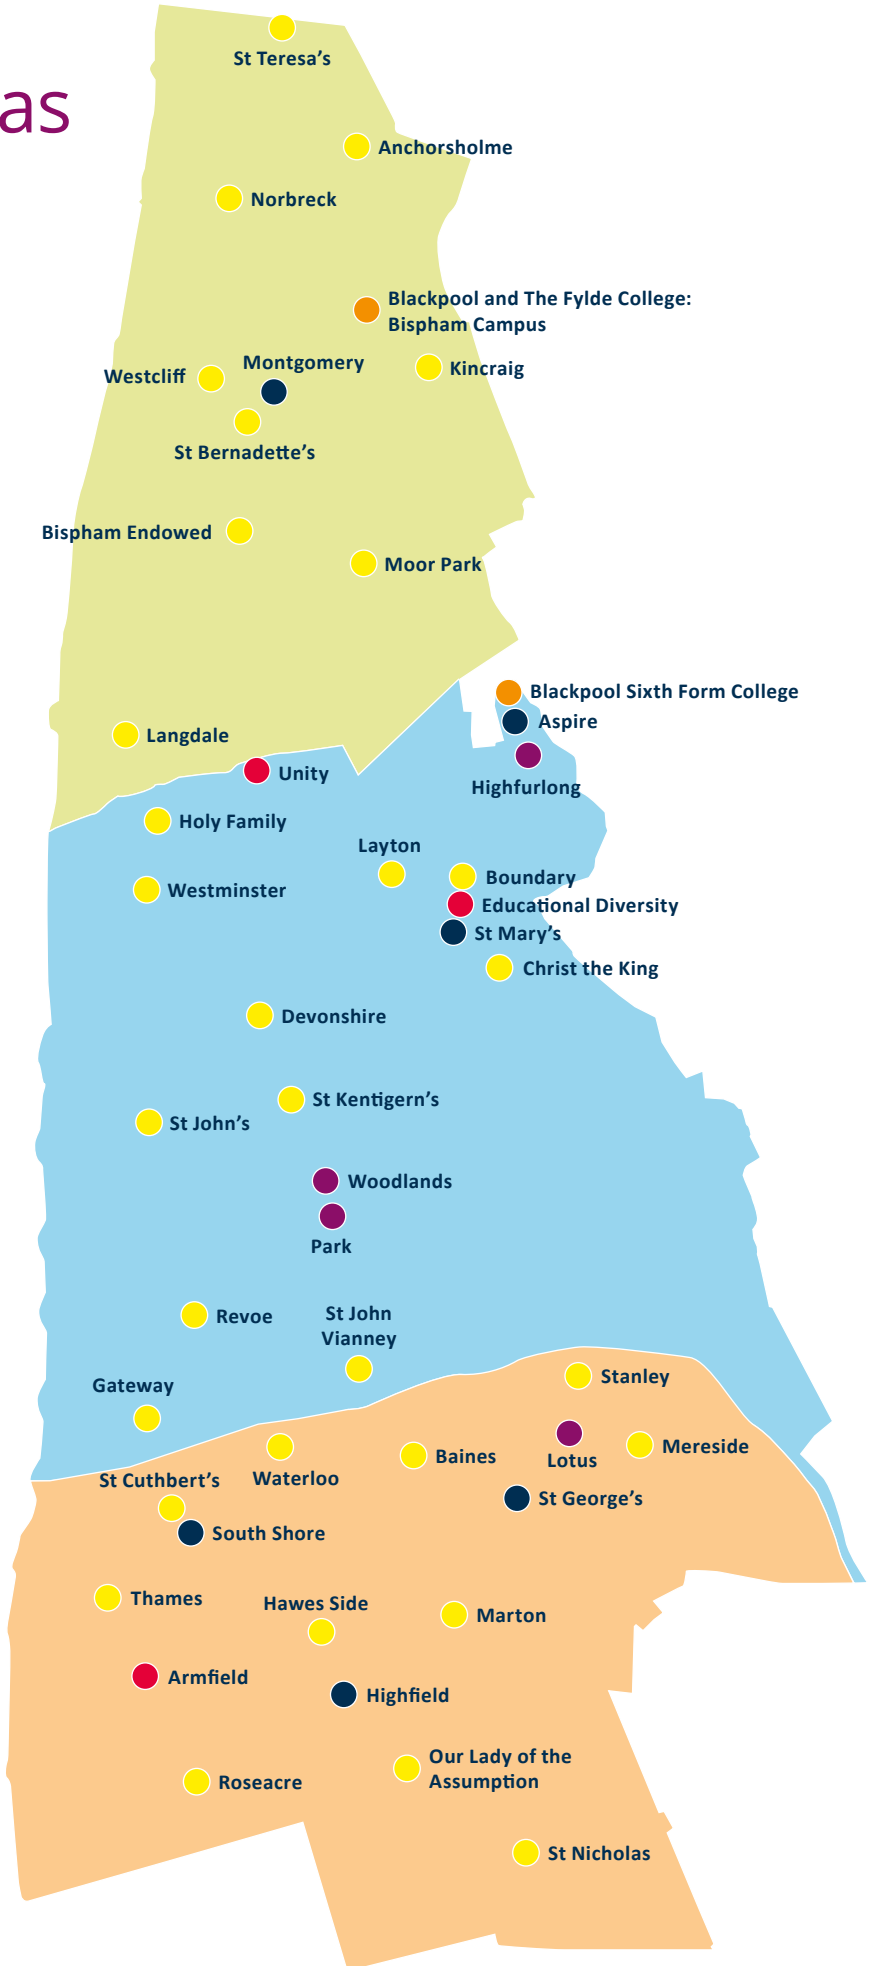 as
St Teresa’s
Anchorsholme
Norbreck
Blackpool and The Fylde College:
Bispham Campus
Montgomery
Westcliff
Kincraig
St Bernadette’s
Bispham Endowed
Moor Park
Blackpool Sixth Form College
Aspire
Langdale
Unity
Highfurlong
Holy Family
Layton
Boundary
Westminster
Educational Diversity
St Mary’s
Christ the King
Devonshire
St Kentigern’s
St John’s
Woodlands
Park
Revoe
St John
Vianney
Stanley
Gateway
Mereside
Baines
Lotus
Waterloo
St Cuthbert’s
St George’s
South Shore
Thames
Hawes Side
Marton
Armfield
Highfield
Our Lady of the
Assumption
Roseacre
St Nicholas